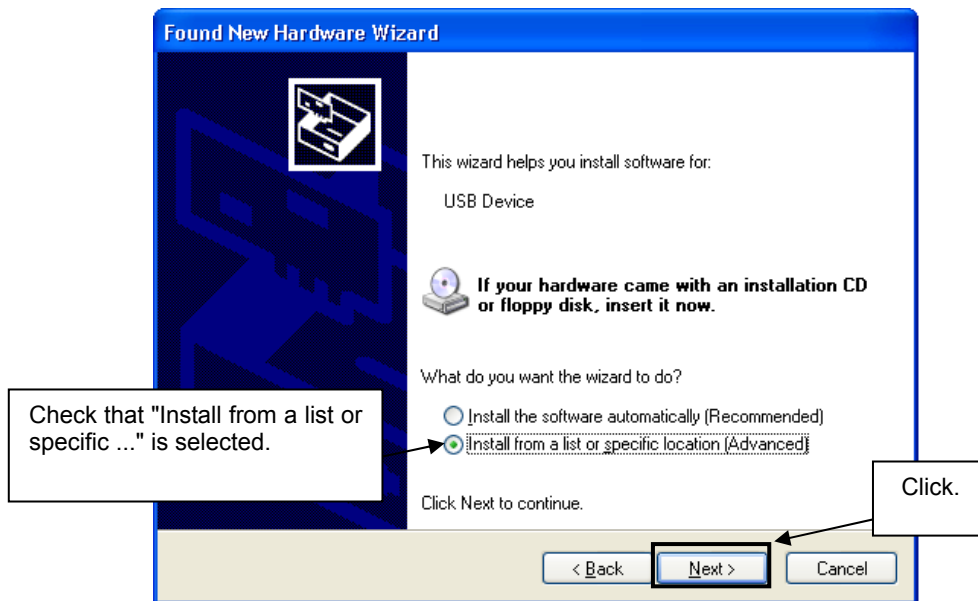 Found New Hardware Wizard
This wizard helps you install software for:
USB Device
If your hardware came with an installation CD
or floppy disk, insert it now.
What do you want the wizard to do?
Check that "Install from a list or
specific ..." is selected.
Install the software automatically (Recommended)
Install from a list or specific location (Advanced)
Click Next to continue.
Click.
< Back
Next >
Cancel